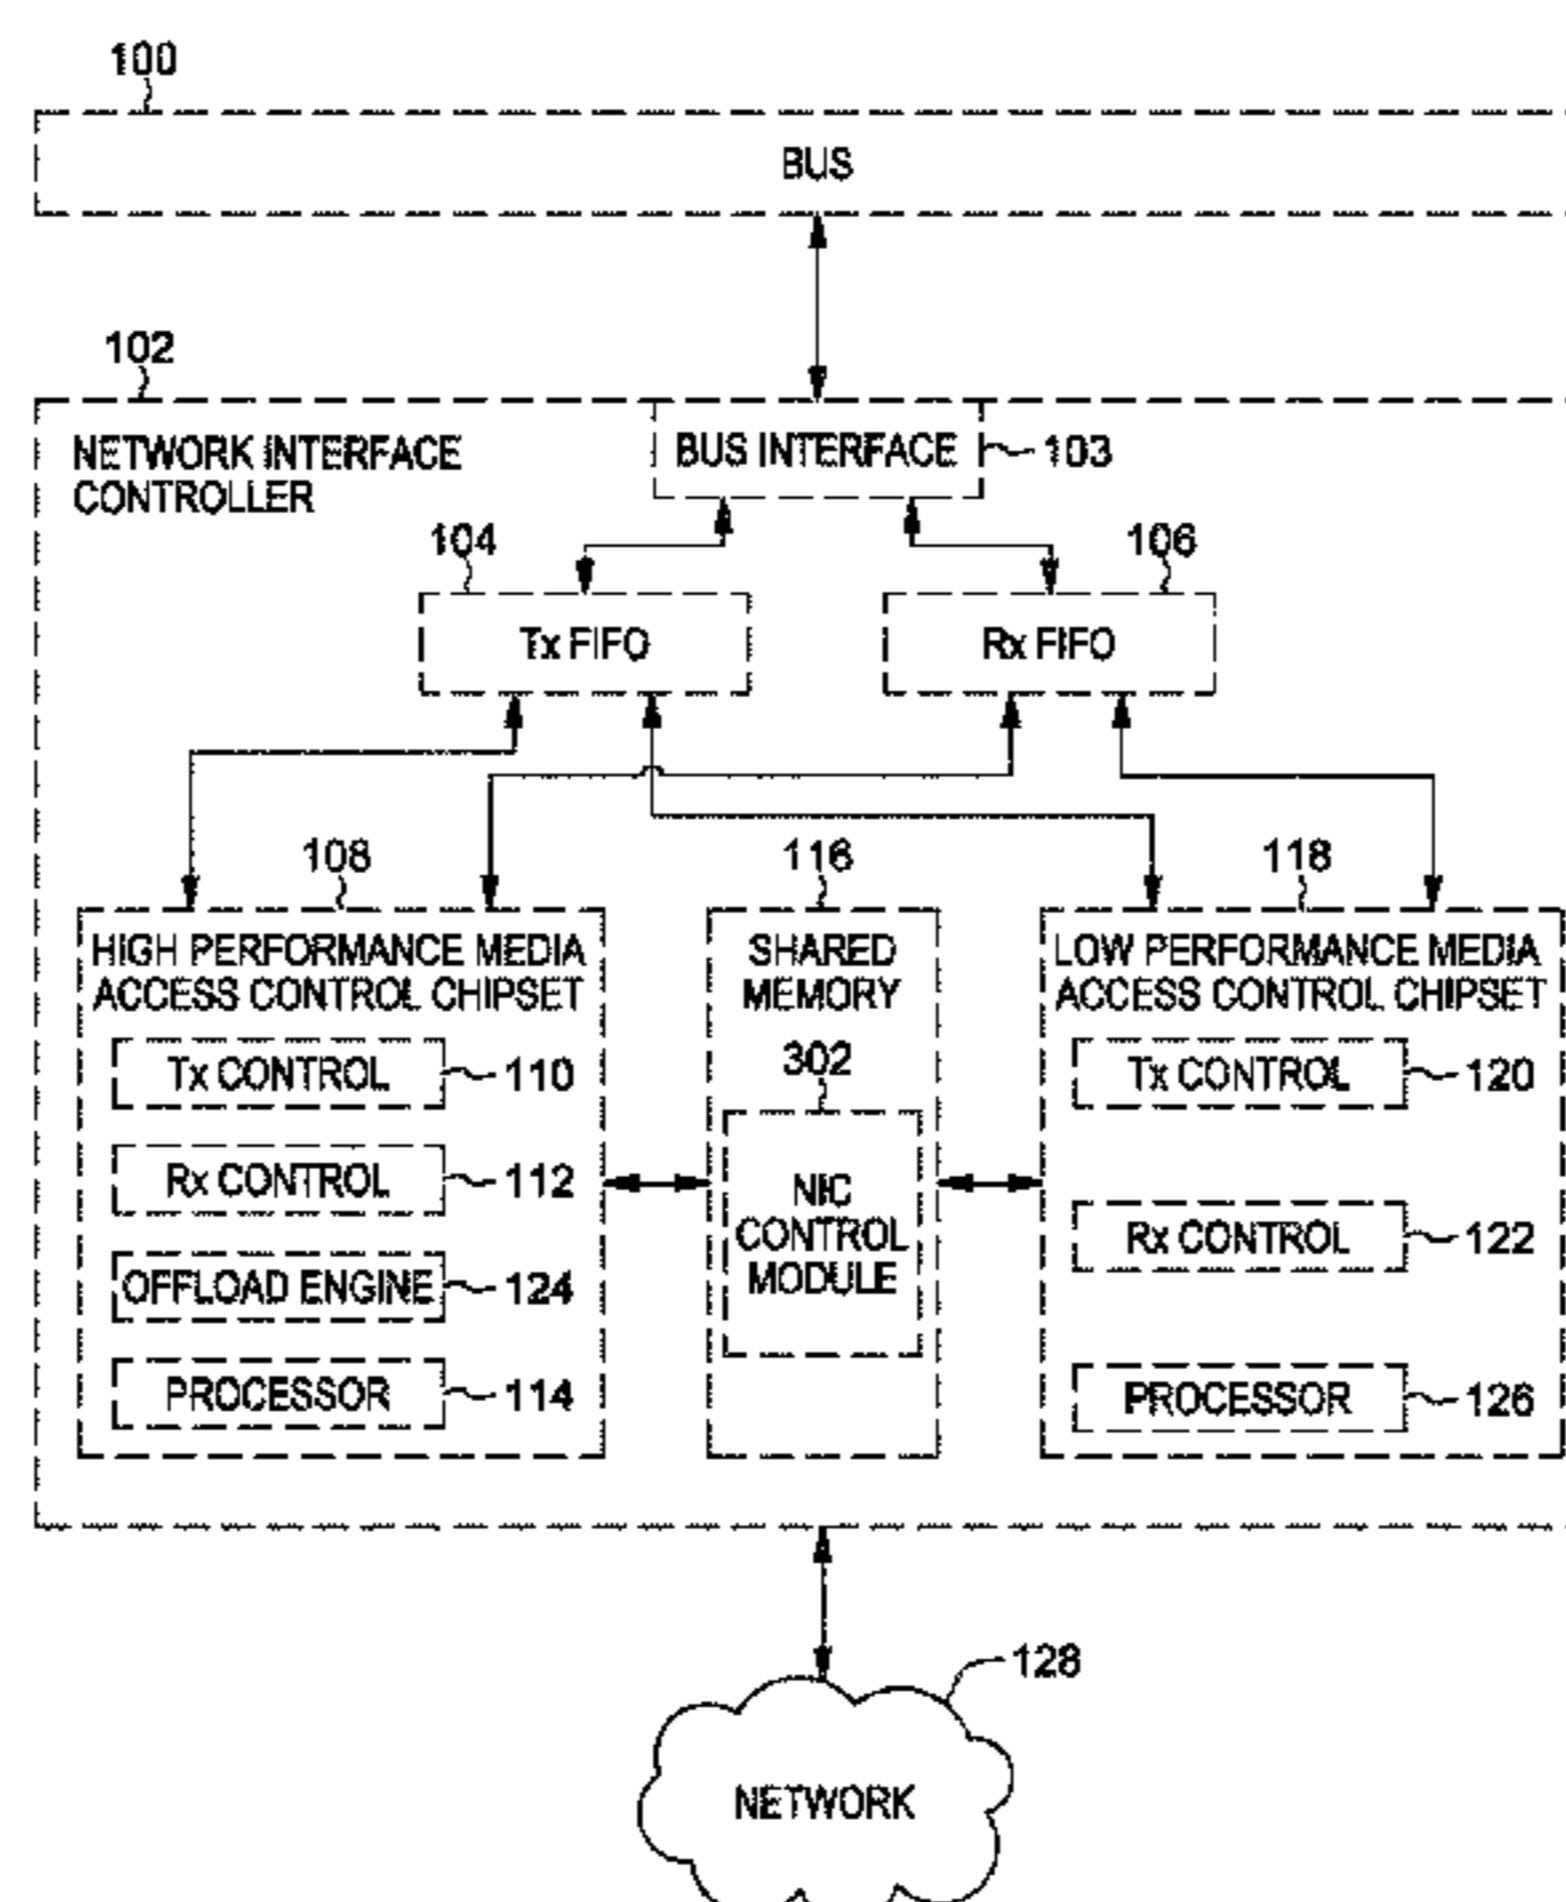 100
BUS
102
NETWORK INTERFACE
CONTROLLER
BUS INTERFACE
103
104
106
Tx FIFO
Rx FIFO
108
116
118
HIGH PERFORMANCE MEDIA
ACCESS CONTROL CHIPSET
Tx CONTROL
110
Rx CONTROL
112
OFFLOAD ENGINE
124
PROCESSOR
114
SHARED
MEMORY
302
NIC
CONTROL
MODULE
LOW PERFORMANCE MEDIA
ACCESS CONTROL CHIPSET
Tx CONTROL
120
Rx CONTROL
122
PROCESSOR
126
128
NETWORK